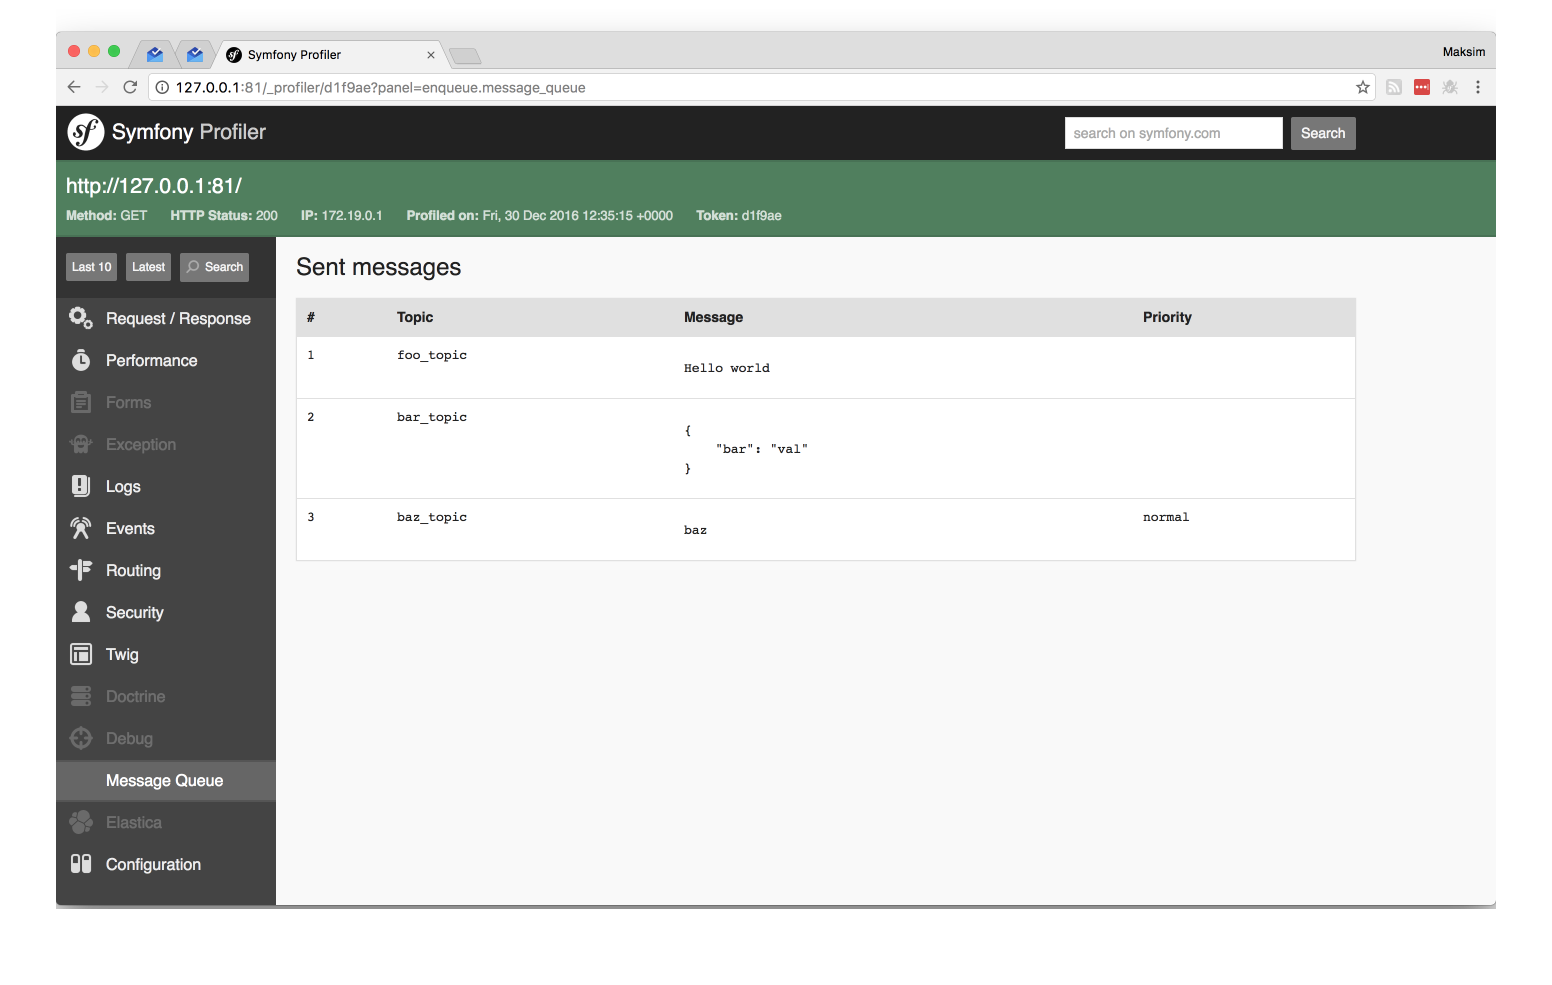 Symfony Profiler
Maksim
127.0.0.1:81/_profiler/d1f9ae?panel=enqueue.message_queue
sf Symfony Profiler
search on symfony.com Search
http://127.0.0.1:81/
Method: GET HTTP Status: 200 IP: 172.19.0.1 Profiled on: Fri, 30 Dec 2016 12:35:15 +0000 Token: d1f9ae
Last 10 Latest Search
Request / Response
Performance
Forms
Exception
Logs
Events
Routing
Security
Twig
Doctrine
Debug
Message Queue
Elastica
Configuration
Sent messages
# Topic Message Priority
1 foo_topic Hello world
2 bar_topic
{
"bar": "val"
}
3 baz_topic baz normal